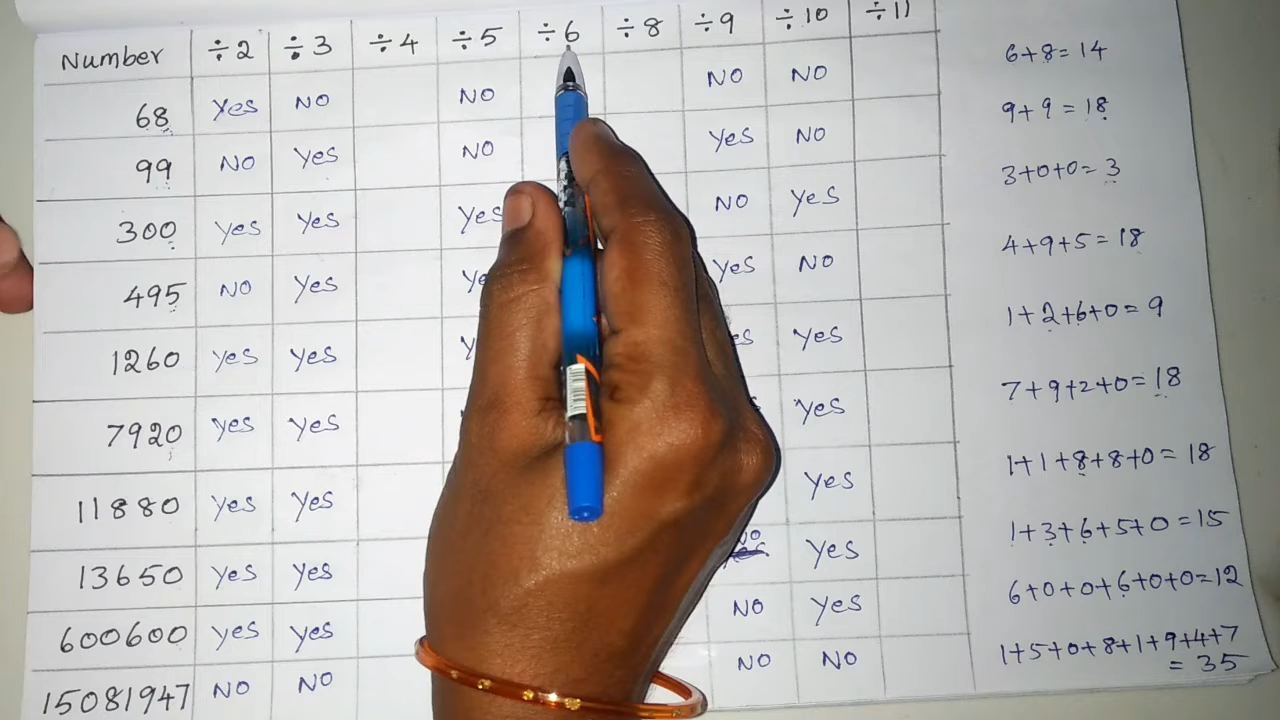 Number ÷2 ÷3 ÷4 ÷5 ÷6 ÷8 ÷9 ÷10 ÷11
68 Yes NO NO NO NO 6+8=14
99 NO Yes NO Yes NO 9+9=18
300 Yes Yes Yes NO Yes 3+0+0=3
495 NO Yes Yes NO 4+9+5=18
1260 Yes Yes Yes 1+2+6+0=9
7920 Yes Yes Yes 7+9+2+0=18
11880 Yes Yes Yes 1+1+8+8+0=18
13650 Yes Yes NO Yes 1+3+6+5+0=15
600600 Yes Yes NO Yes 6+0+0+6+0+0=12
15081947 NO NO NO NO 1+5+0+8+1+9+4+7
=35